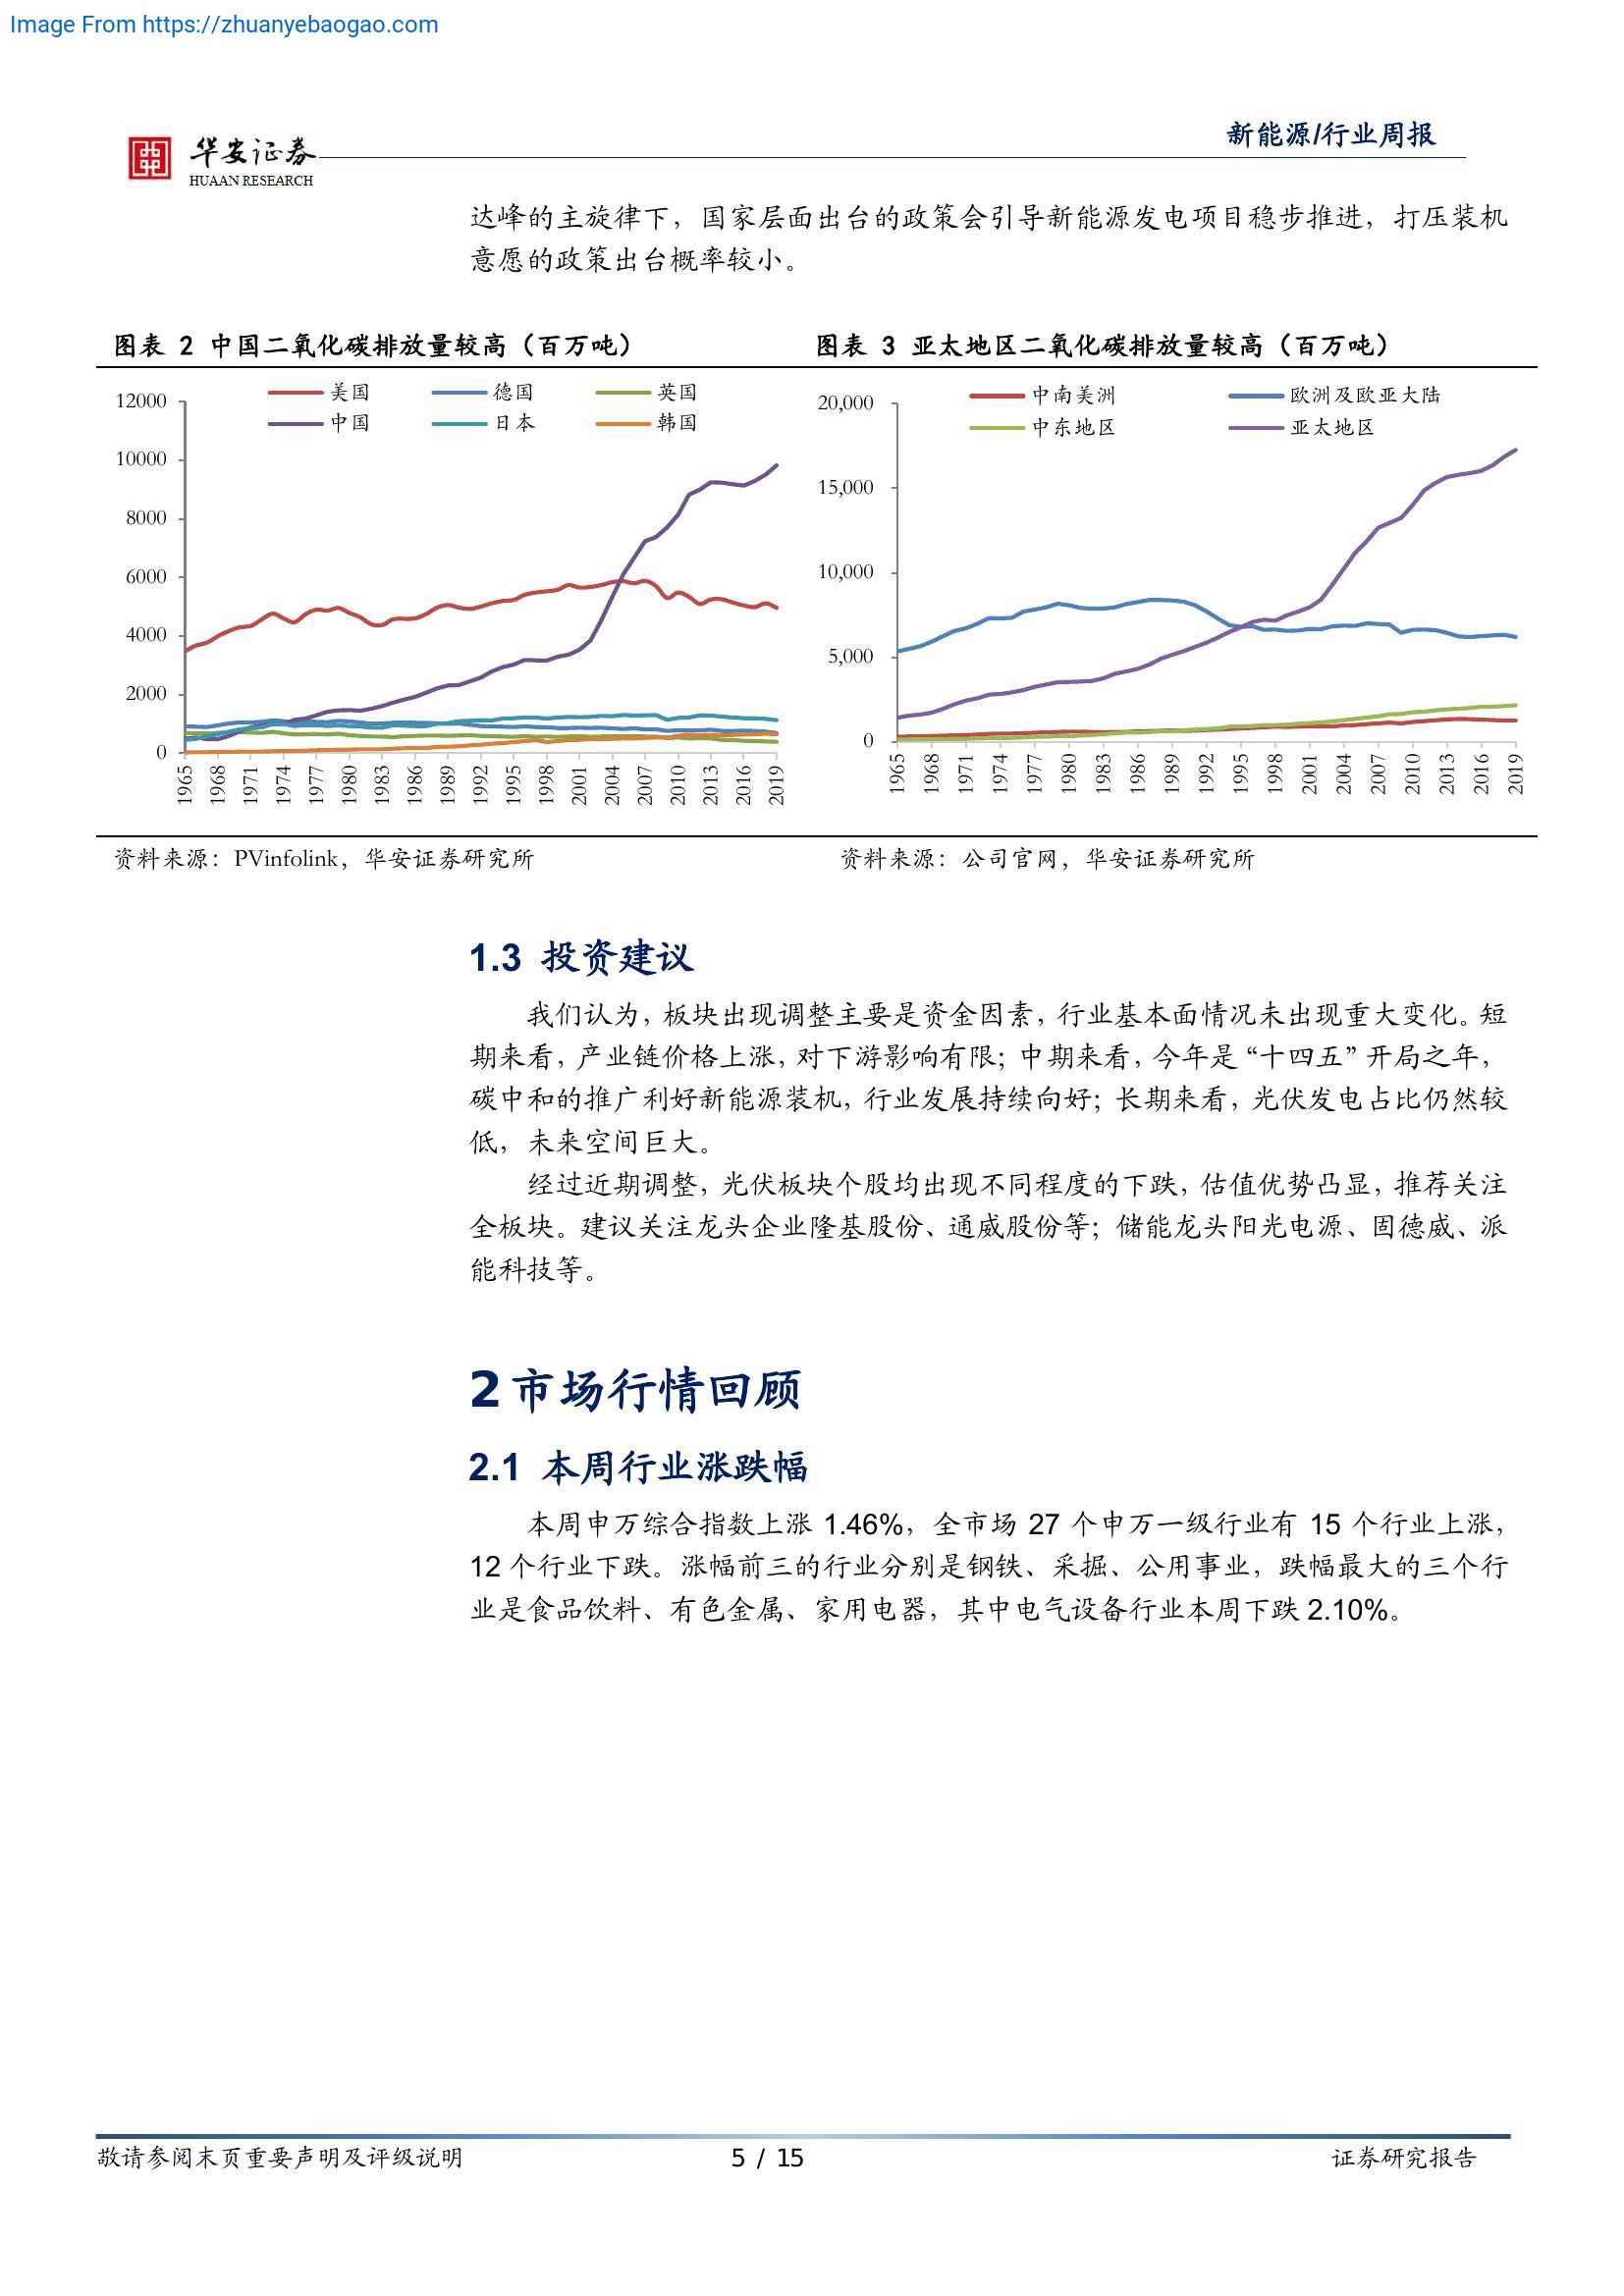 Image From https://zhuanyebaogao.com
华安证券
HUAAN RESEARCH
新能源/行业周报
达峰的主旋律下，国家层面出台的政策会引导新能源发电项目稳步推进，打压装机
意愿的政策出台概率较小。
图表 2 中国二氧化碳排放量较高（百万吨）
美国 德国 英国
中国 日本 韩国
12000
10000
8000
6000
4000
2000
0
1965 1968 1971 1974 1977 1980 1983 1986 1989 1992 1995 1998 2001 2004 2007 2010 2013 2016 2019
资料来源：PVinfolink，华安证券研究所
图表 3 亚太地区二氧化碳排放量较高（百万吨）
中南美洲 欧洲及欧亚大陆
中东地区 亚太地区
20,000
15,000
10,000
5,000
0
1965 1968 1971 1974 1977 1980 1983 1986 1989 1992 1995 1998 2001 2004 2007 2010 2013 2016 2019
资料来源：公司官网，华安证券研究所
1.3 投资建议
我们认为，板块出现调整主要是资金因素，行业基本面情况未出现重大变化。短
期来看，产业链价格上涨，对下游影响有限；中期来看，今年是“十四五”开局之年，
碳中和的推广利好新能源装机，行业发展持续向好；长期来看，光伏发电占比仍然较
低，未来空间巨大。
经过近期调整，光伏板块个股均出现不同程度的下跌，估值优势凸显，推荐关注
全板块。建议关注龙头企业隆基股份、通威股份等；储能龙头阳光电源、固德威、派
能科技等。
2 市场行情回顾
2.1 本周行业涨跌幅
本周申万综合指数上涨 1.46%，全市场 27 个申万一级行业有 15 个行业上涨，
12 个行业下跌。涨幅前三的行业分别是钢铁、采掘、公用事业，跌幅最大的三个行
业是食品饮料、有色金属、家用电器，其中电气设备行业本周下跌 2.10%。
敬请参阅末页重要声明及评级说明
5 / 15
证券研究报告